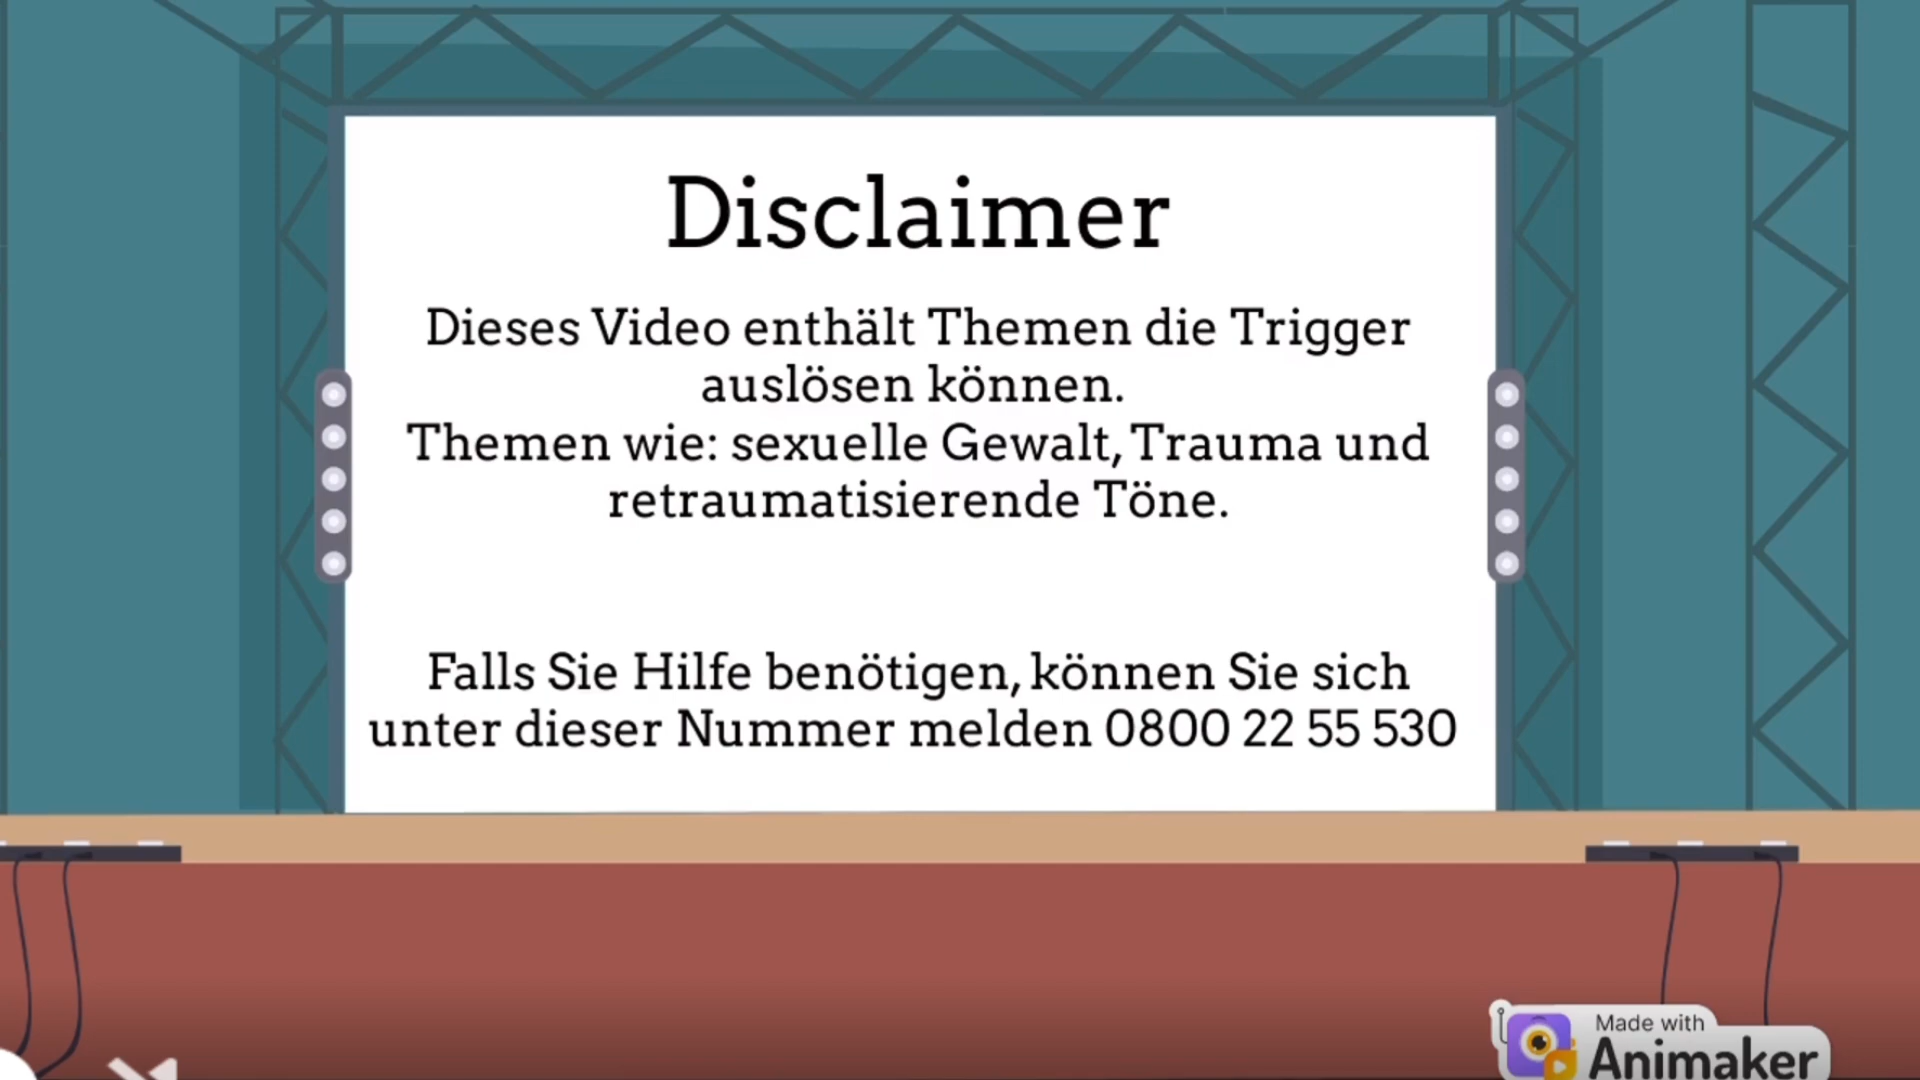 Disclaimer
Dieses Video enthält Themen die Trigger
auslösen können.
Themen wie: sexuelle Gewalt, Trauma und
retraumatisierende Töne.
Falls Sie Hilfe benötigen, können Sie sich
unter dieser Nummer melden 0800 22 55 530
Made with
Animaker